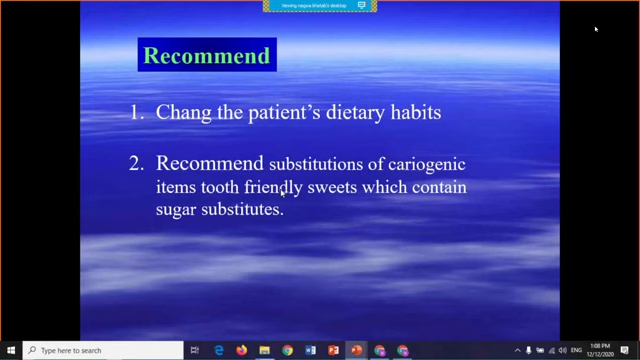 Viewing nagwa.khattab's desktop
Recommend
1. Chang the patient's dietary habits
2. Recommend substitutions of cariogenic
items tooth friendly sweets which contain
sugar substitutes.
Type here to search
ENG
1:08 PM
12/12/2020